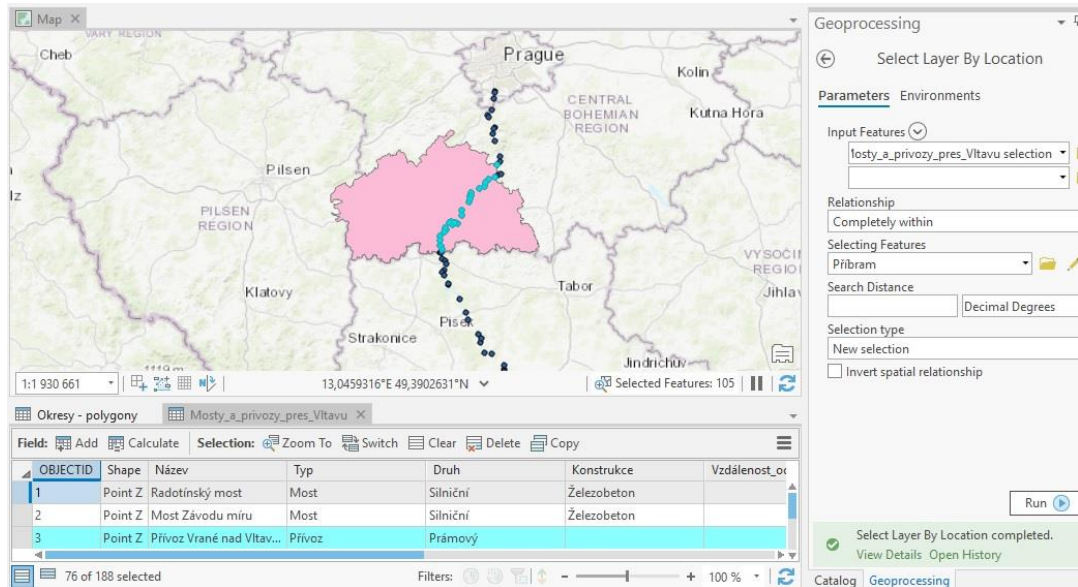 Map
Geoprocessing
VARY REGION
Cheb
Prague
Kolin
CENTRAL
BOHEMIAN
REGION
Kutna Hora
Pilsen
lz
PILSEN
REGION
VYSOČI
REGIO
Klatovy
Tabor
Jihlav
Pisek
Strakonice
Jindrichuv
1119 m
Select Layer By Location
Parameters Environments
Input Features
Mosty_a_privozy_pres_Vltavu selection
Relationship
Completely within
Selecting Features
Příbram
Search Distance
Decimal Degrees
Selection type
New selection
Invert spatial relationship
1:1 930 661
13,0459316°E 49,3902631°N
Selected Features: 105
Okresy - polygony Mosty_a_privozy_pres_Vltavu
Field: Add Calculate Selection: Zoom To Switch Clear Delete Copy
OBJECTID Shape Název Typ Druh Konstrukce Vzdálenost_oc
1 Point Z Radotínský most Most Silniční Železobeton
2 Point Z Most Závodu míru Most Silniční Železobeton
3 Point Z Přívoz Vrané nad Vltav... Přívoz Prámový
76 of 188 selected Filters: - + 100 %
Run
Select Layer By Location completed.
View Details Open History
Catalog Geoprocessing